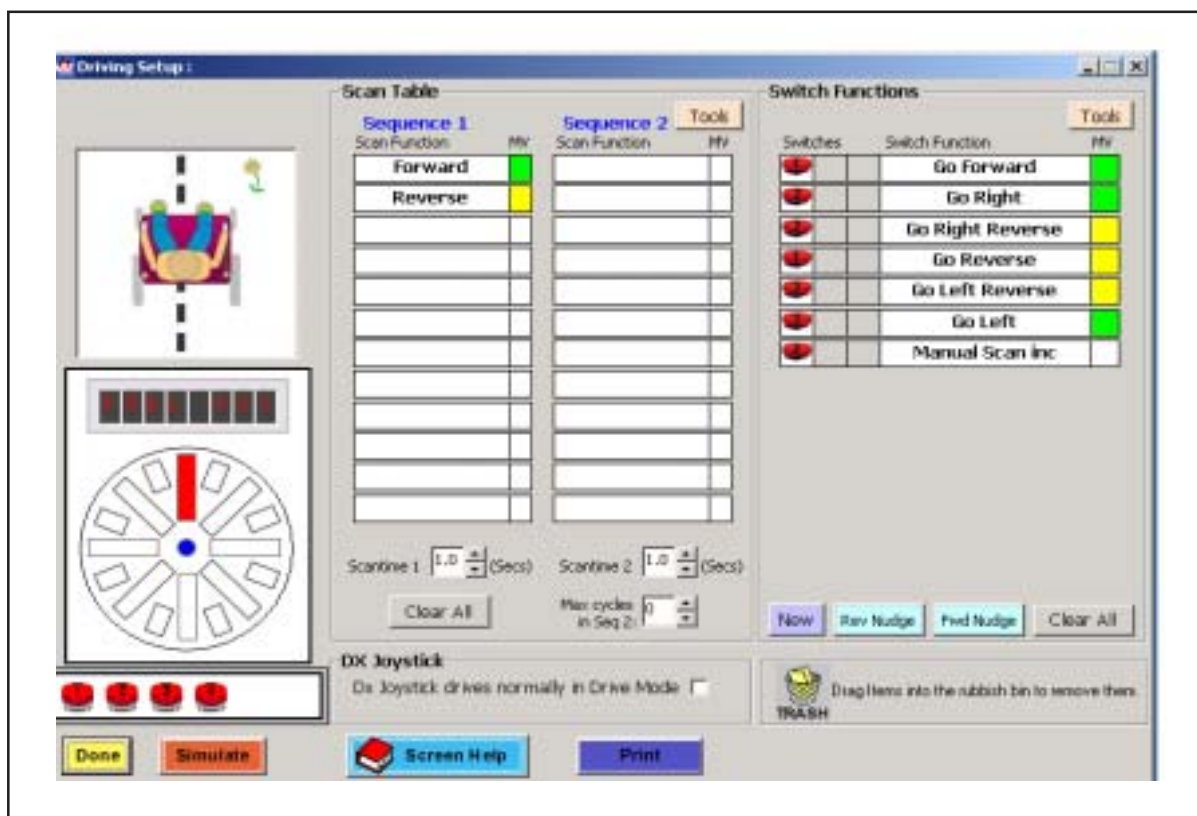 Driving Setup :
Scan Table
Sequence 1
Scan Function MV
Forward
Reverse
Sequence 2 Tools
Scan Function MV
Scantime 1 1.0 (Secs)
Scantime 2 1.0 (Secs)
Clear All
Max cycles in Seq 2: 0
Switch Functions
Tools
Switches Switch Function MV
Go Forward
Go Right
Go Right Reverse
Go Reverse
Go Left Reverse
Go Left
Manual Scan inc
New Rev Nudge Fwd Nudge Clear All
DX Joystick
Dx Joystick drives normally in Drive Mode
Drag Items into the rubbish bin to remove them
TRASH
Done Simulate Screen Help Print